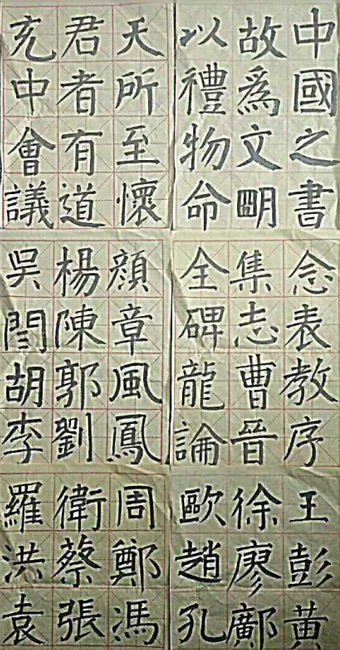 中國之書
故爲文朙
以禮物命
天所至懷
君者有道
充中會議
念表教序
集志曹晉
全碑龍論
顏章風鳳
楊陳郭劉
吳閆胡李
王彭黃
徐廖鄺
歐趙孔
周鄭馮
衛蔡張
羅洪袁